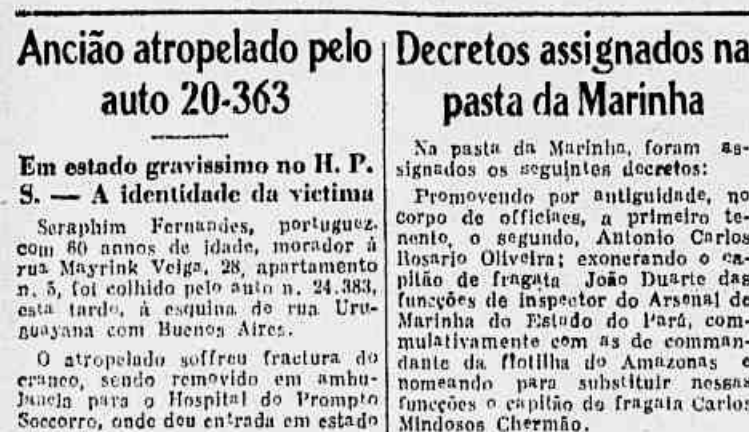 Ancião atropelado pelo
auto 20-363
Em estado gravissimo no H. P.
S. — A identidade da victima
Seraphim Fernandes, portuguez,
com 60 annos de idade, morador á
rua Mayrink Veiga, 28, apartamento
n. 5, foi colhido pelo auto n. 24.383,
esta tarde, á esquina de rua Uru-
guayana com Buenos Aires.
O atropelado soffreu fractura do
craneo, sendo removido em ambu-
lancia para o Hospital do Prompto
Soccorro, onde deu entrada em estado
Decretos assignados na
pasta da Marinha
Na pasta da Marinha, foram as-
signados os seguintes decretos:
Promovendo por antiguidade, no
corpo de officiaes, a primeiro te-
nente, o segundo, Antonio Carlos
Rosario Oliveira; exonerando o ca-
pitão de fragata João Duarte das
funcções de inspector do Arsenal de
Marinha do Estado do Pará, com-
mulativamente com as de comman-
dante da flotilha do Amazonas e
nomeando para substituir nessas
funcções o capitão de fragata Carlos
Mindosos Chermão.